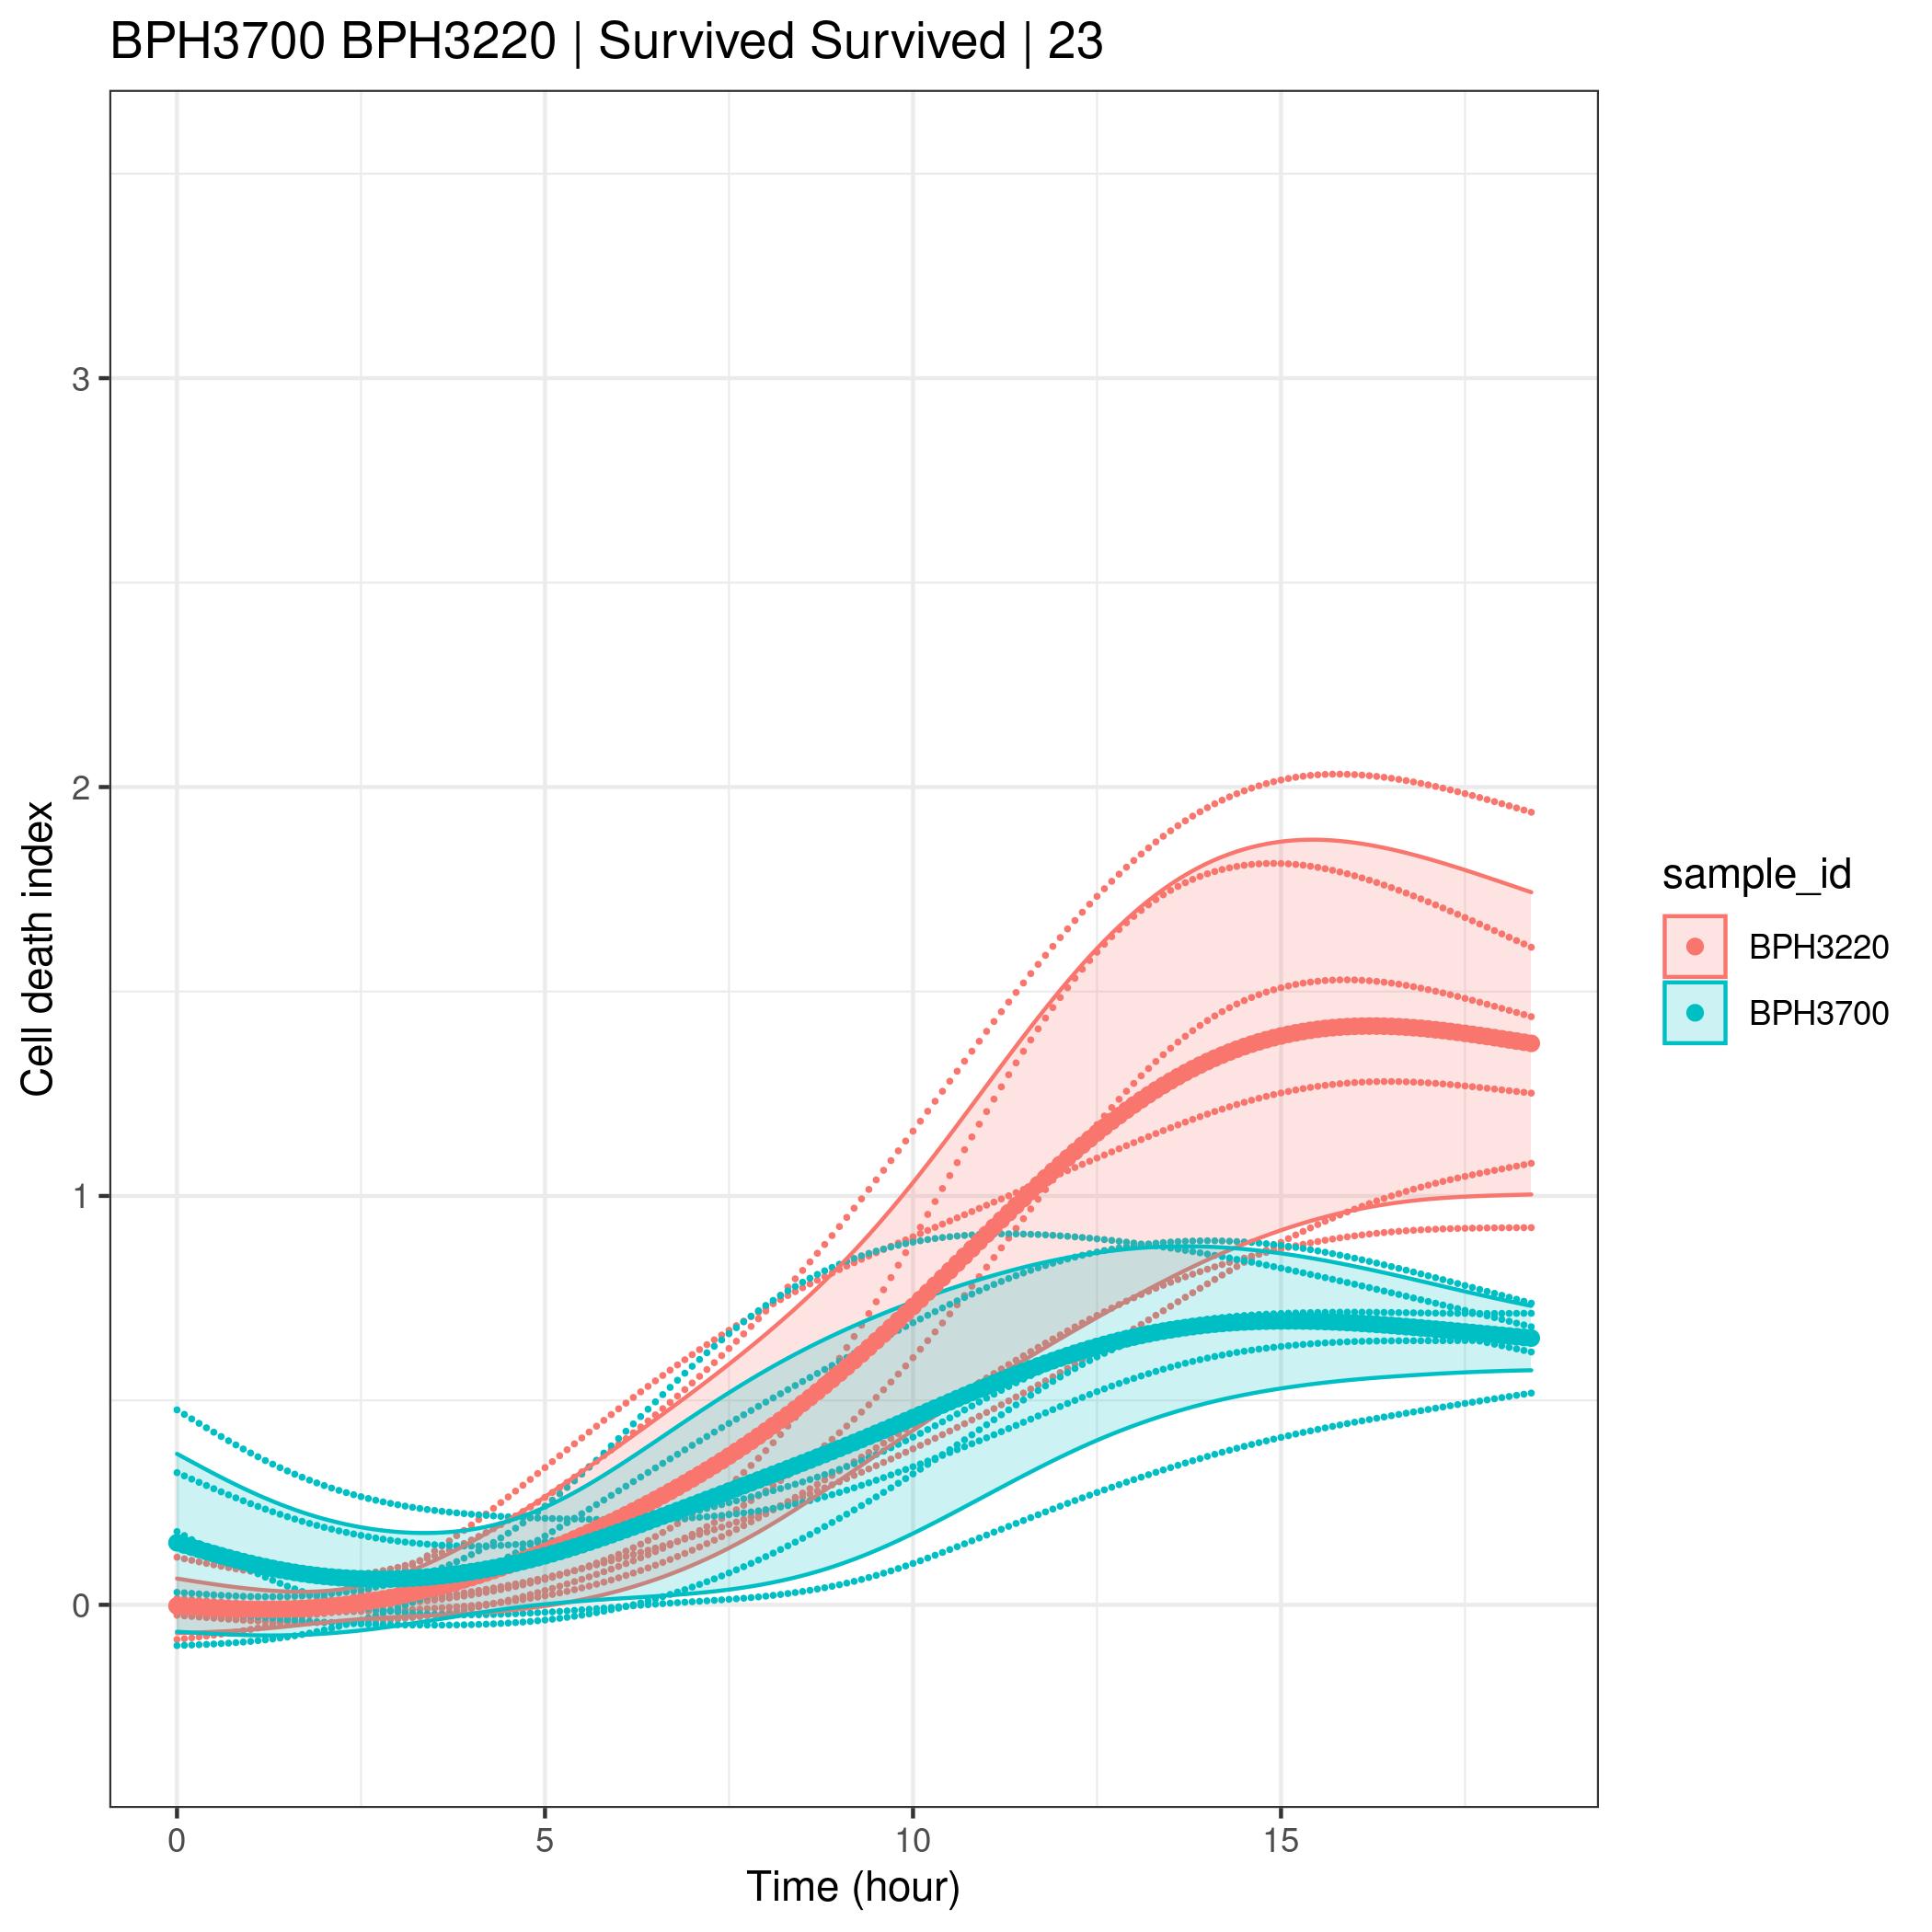 BPH3700 BPH3220 | Survived Survived | 23
Cell death index
3
2
1
0
0 5 10 15
Time (hour)
sample_id
BPH3220
BPH3700